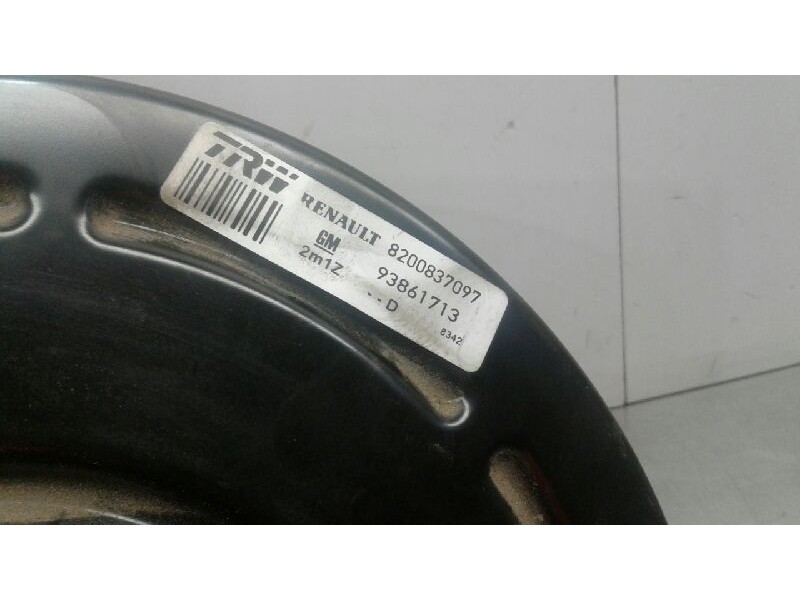 TRW
RENAULT 8200837097
GM 93861713
2m1Z --D 8342